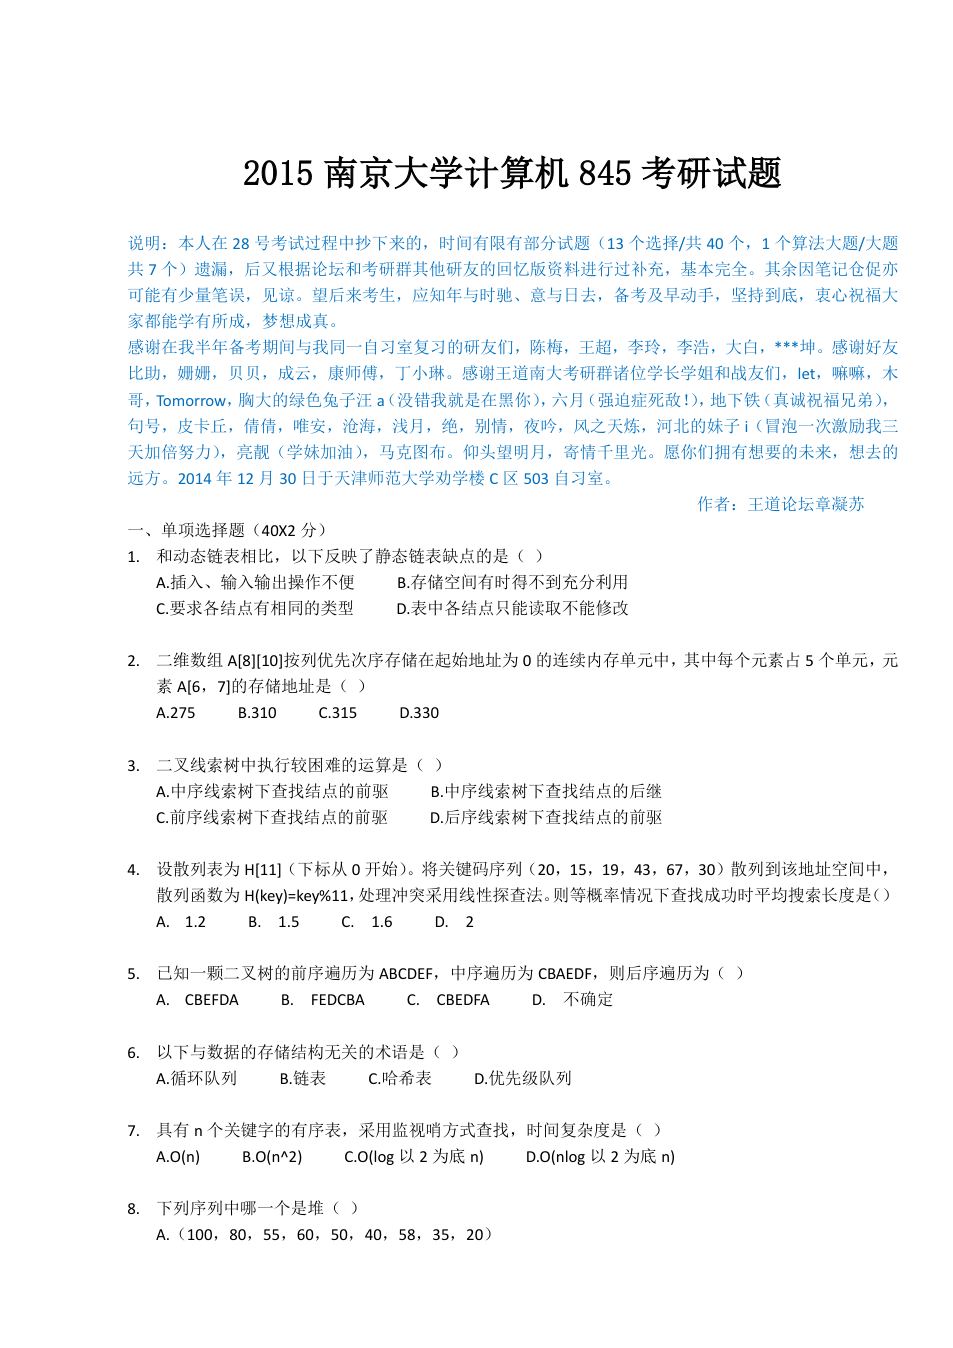 2015 南京大学计算机 845 考研试题
说明：本人在 28 号考试过程中抄下来的，时间有限有部分试题（13 个选择/共 40 个，1 个算法大题/大题
共 7 个）遗漏，后又根据论坛和考研群其他研友的回忆版资料进行过补充，基本完全。其余因笔记仓促亦
可能有少量笔误，见谅。望后来考生，应知年与时驰、意与日去，备考及早动手，坚持到底，衷心祝福大
家都能学有所成，梦想成真。
感谢在我半年备考期间与我同一自习室复习的研友们，陈梅，王超，李玲，李浩，大白，***坤。感谢好友
比助，姗姗，贝贝，成云，康师傅，丁小琳。感谢王道南大考研群诸位学长学姐和战友们，let，嘛嘛，木
哥，Tomorrow，胸大的绿色兔子汪 a（没错我就是在黑你），六月（强迫症死敌！），地下铁（真诚祝福兄弟），
句号，皮卡丘，倩倩，唯安，沧海，浅月，绝，别情，夜吟，风之天炼，河北的妹子 i（冒泡一次激励我三
天加倍努力），亮靓（学妹加油），马克图布。仰头望明月，寄情千里光。愿你们拥有想要的未来，想去的
远方。2014 年 12 月 30 日于天津师范大学劝学楼 C 区 503 自习室。
作者：王道论坛章凝苏
一、单项选择题（40X2 分）
1. 和动态链表相比，以下反映了静态链表缺点的是（ ）
A.插入、输入输出操作不便 B.存储空间有时得不到充分利用
C.要求各结点有相同的类型 D.表中各结点只能读取不能修改
2. 二维数组 A[8][10]按列优先次序存储在起始地址为 0 的连续内存单元中，其中每个元素占 5 个单元，元
素 A[6，7]的存储地址是（ ）
A.275 B.310 C.315 D.330
3. 二叉线索树中执行较困难的运算是（ ）
A.中序线索树下查找结点的前驱 B.中序线索树下查找结点的后继
C.前序线索树下查找结点的前驱 D.后序线索树下查找结点的前驱
4. 设散列表为 H[11]（下标从 0 开始）。将关键码序列（20，15，19，43，67，30）散列到该地址空间中，
散列函数为 H(key)=key%11，处理冲突采用线性探查法。则等概率情况下查找成功时平均搜索长度是（）
A. 1.2 B. 1.5 C. 1.6 D. 2
5. 已知一颗二叉树的前序遍历为 ABCDEF，中序遍历为 CBAEDF，则后序遍历为（ ）
A. CBEFDA B. FEDCBA C. CBEDFA D. 不确定
6. 以下与数据的存储结构无关的术语是（ ）
A.循环队列 B.链表 C.哈希表 D.优先级队列
7. 具有 n 个关键字的有序表，采用监视哨方式查找，时间复杂度是（ ）
A.O(n) B.O(n^2) C.O(log 以 2 为底 n) D.O(nlog 以 2 为底 n)
8. 下列序列中哪一个是堆（ ）
A.（100，80，55，60，50，40，58，35，20）